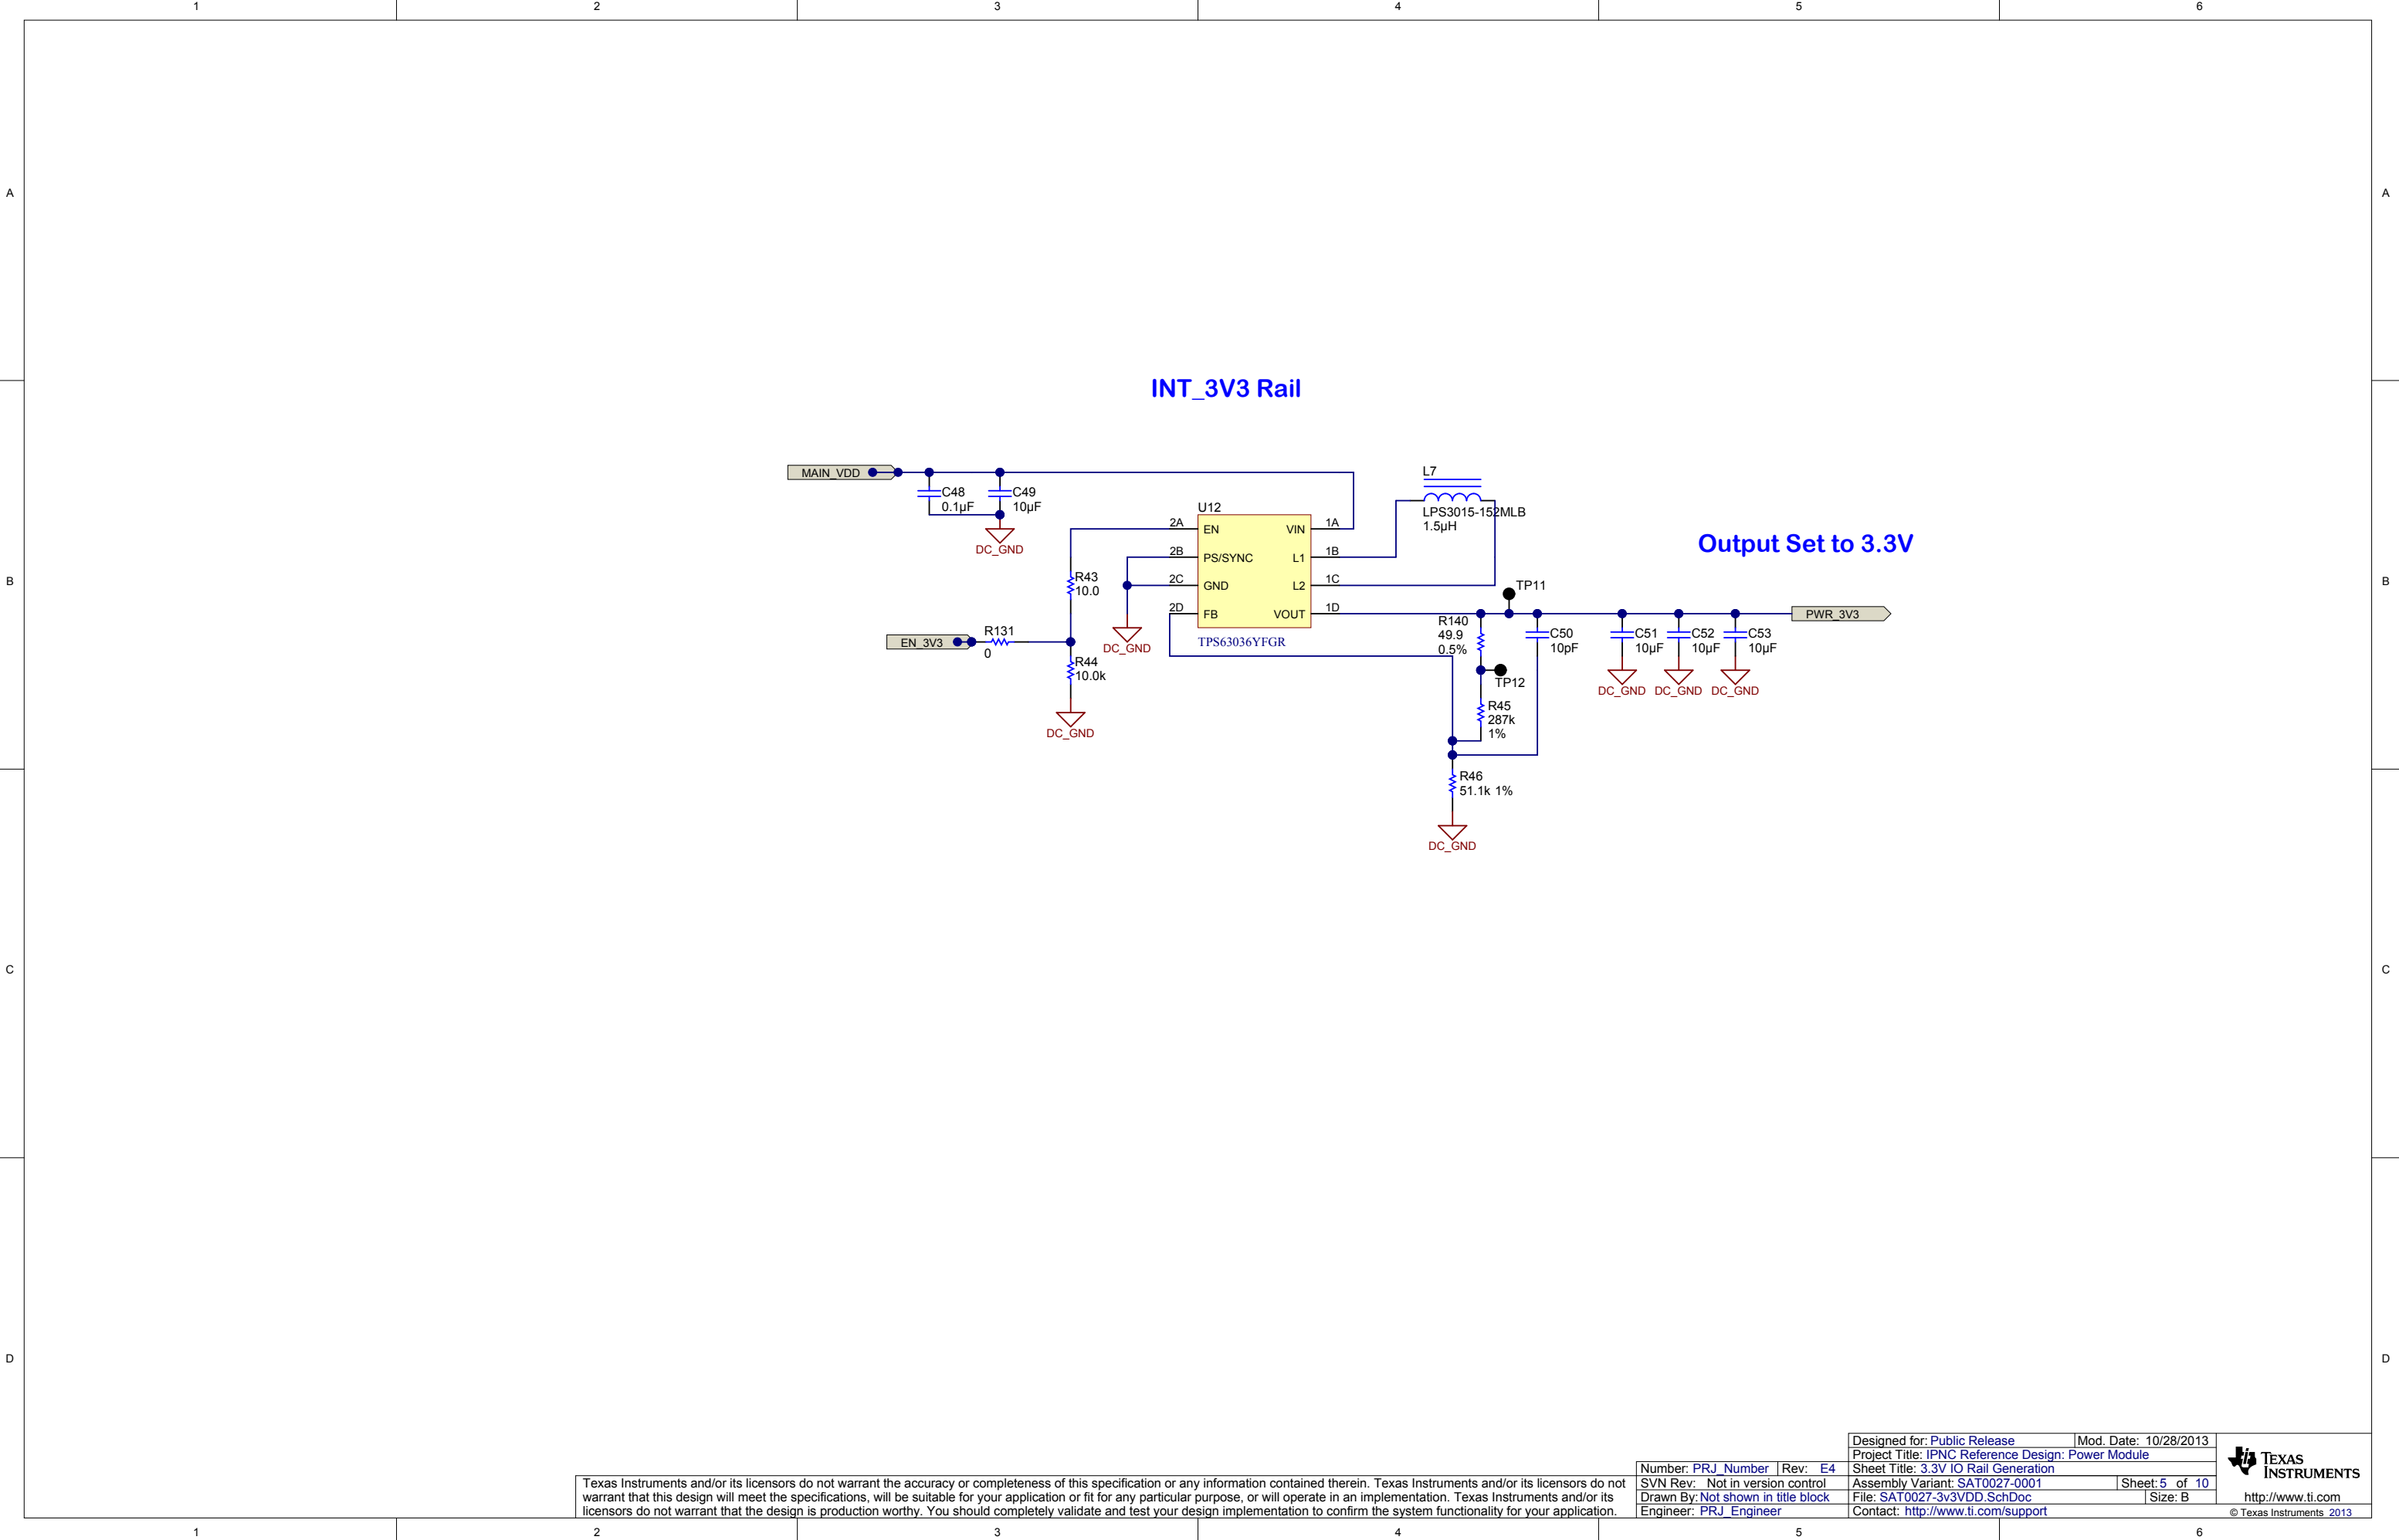 1 2 3 4 5 6
A A
INT_3V3 Rail
MAIN_VDD
C48
0.1µF
C49
10µF
DC_GND
L7
LPS3015-152MLB
1.5µH
Output Set to 3.3V
U12
2A EN VIN 1A
2B PS/SYNC L1 1B
2C GND L2 1C
2D FB VOUT 1D
TPS63036YFGR
B B
R43
10.0
DC_GND
EN_3V3
R131
0
R44
10.0k
DC_GND
TP11
PWR_3V3
R140
49.9
0.5%
C50
10pF
C51
10µF
C52
10µF
C53
10µF
DC_GND DC_GND DC_GND
TP12
R45
287k
1%
R46
51.1k 1%
DC_GND
C C
D D
Texas Instruments and/or its licensors do not warrant the accuracy or completeness of this specification or any information contained therein. Texas Instruments and/or its licensors do not
warrant that this design will meet the specifications, will be suitable for your application or fit for any particular purpose, or will operate in an implementation. Texas Instruments and/or its
licensors do not warrant that the design is production worthy. You should completely validate and test your design implementation to confirm the system functionality for your application.
Number: PRJ_Number Rev: E4
SVN Rev: Not in version control
Drawn By: Not shown in title block
Engineer: PRJ_Engineer
Designed for: Public Release Mod. Date: 10/28/2013
Project Title: IPNC Reference Design: Power Module
Sheet Title: 3.3V IO Rail Generation
Assembly Variant: SAT0027-0001 Sheet: 5 of 10
File: SAT0027-3v3VDD.SchDoc Size: B
Contact: http://www.ti.com/support
TEXAS
INSTRUMENTS
http://www.ti.com
© Texas Instruments 2013
1 2 3 4 5 6